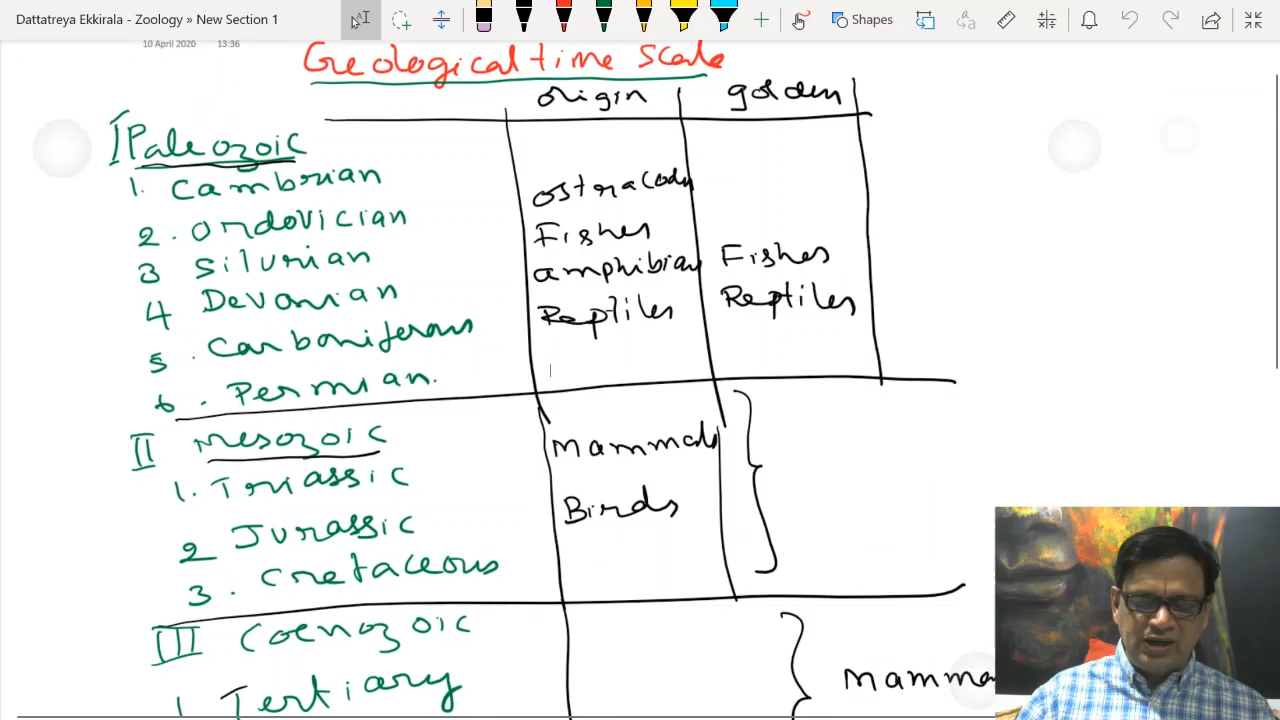 Dattatreya Ekkirala - Zoology » New Section 1
Shapes
10 April 2020 13:36
Geological time Scale
origin golden
I Paleozoic
1. Cambrian Ostracod
2. Ordovician Fishes
3 Silurian amphibian Fishes
4 Devonian Reptiles Reptiles
5. Carboniferous
6. Permian.
II Mesozoic Mammals
1. Triassic
2 Jurassic Birds
3. Cretaceous
III Coenozoic
1 Tertiary mamma